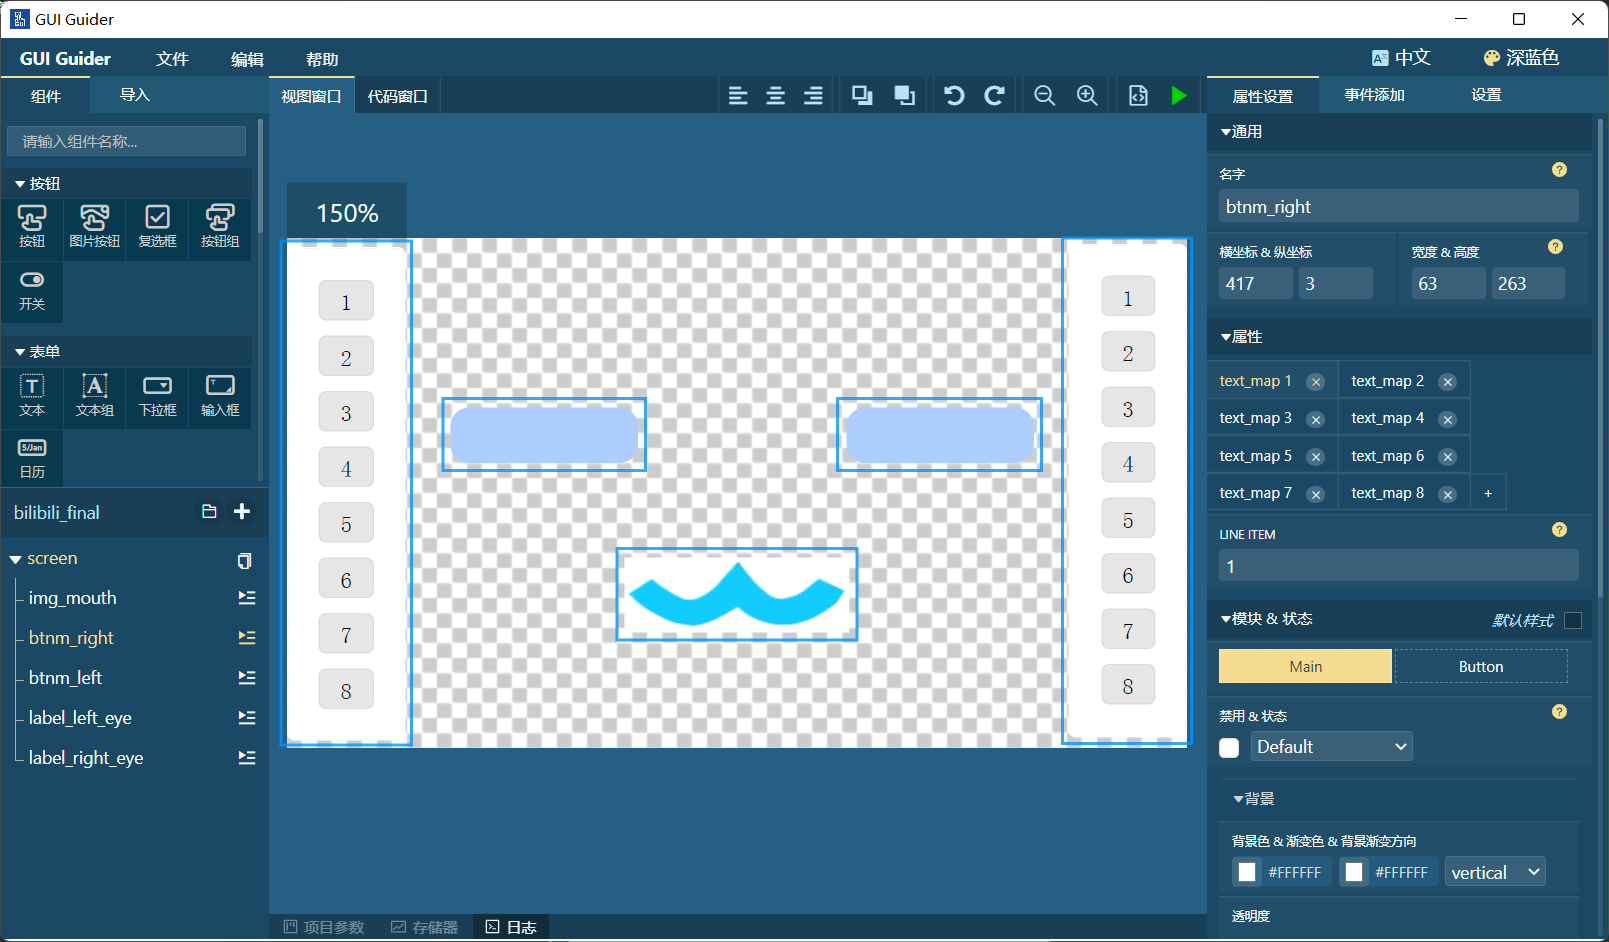 GUI Guider
GUI Guider 文件 编辑 帮助 中文 深蓝色
组件 导入 视图窗口 代码窗口 属性设置 事件添加 设置
请输入组件名称...
按钮
按钮 图片按钮 复选框 按钮组
开关
表单
文本 文本组 下拉框 输入框
5/Jan
日历
bilibili_final
screen
img_mouth
btnm_right
btnm_left
label_left_eye
label_right_eye
150%
1
2
3
4
5
6
7
8
1
2
3
4
5
6
7
8
项目参数 存储器 日志
通用
名字 ?
btnm_right
横坐标 & 纵坐标 宽度 & 高度 ?
417 3 63 263
属性
text_map 1 text_map 2
text_map 3 text_map 4
text_map 5 text_map 6
text_map 7 text_map 8 +
LINE ITEM ?
1
模块 & 状态 默认样式
Main Button
禁用 & 状态 ?
Default
背景
背景色 & 渐变色 & 背景渐变方向
#FFFFFF #FFFFFF vertical
透明度